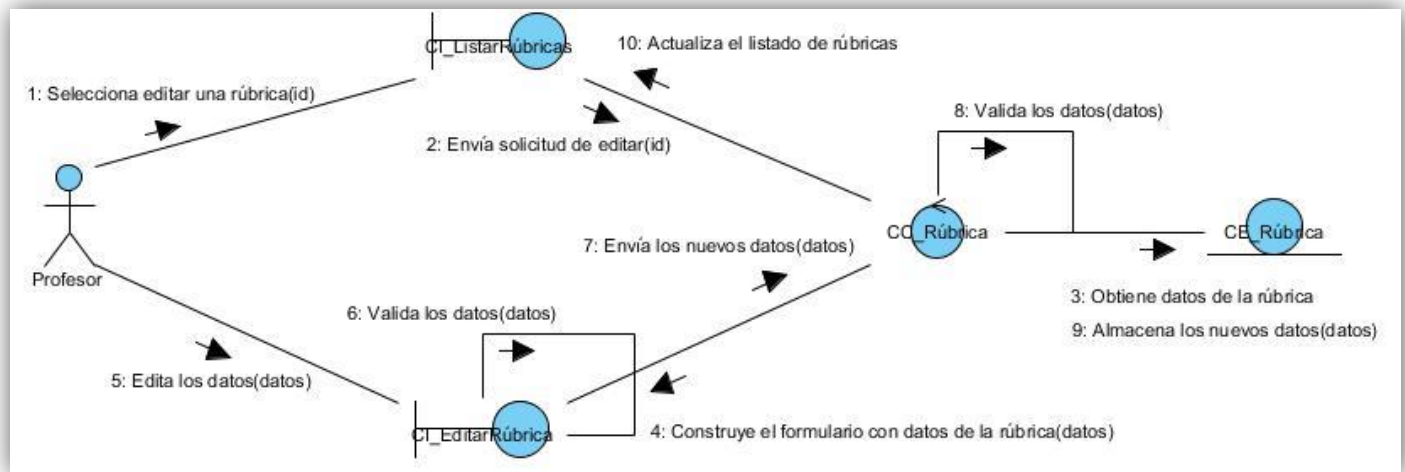 CI_ListarRúbricas
10: Actualiza el listado de rúbricas
1: Selecciona editar una rúbrica(id)
8: Valida los datos(datos)
2: Envía solicitud de editar(id)
CC_Rúbrica
CE_Rúbrica
7: Envía los nuevos datos(datos)
Profesor
3: Obtiene datos de la rúbrica
6: Valida los datos(datos)
9: Almacena los nuevos datos(datos)
5: Edita los datos(datos)
CI_EditarRúbrica
4: Construye el formulario con datos de la rúbrica(datos)